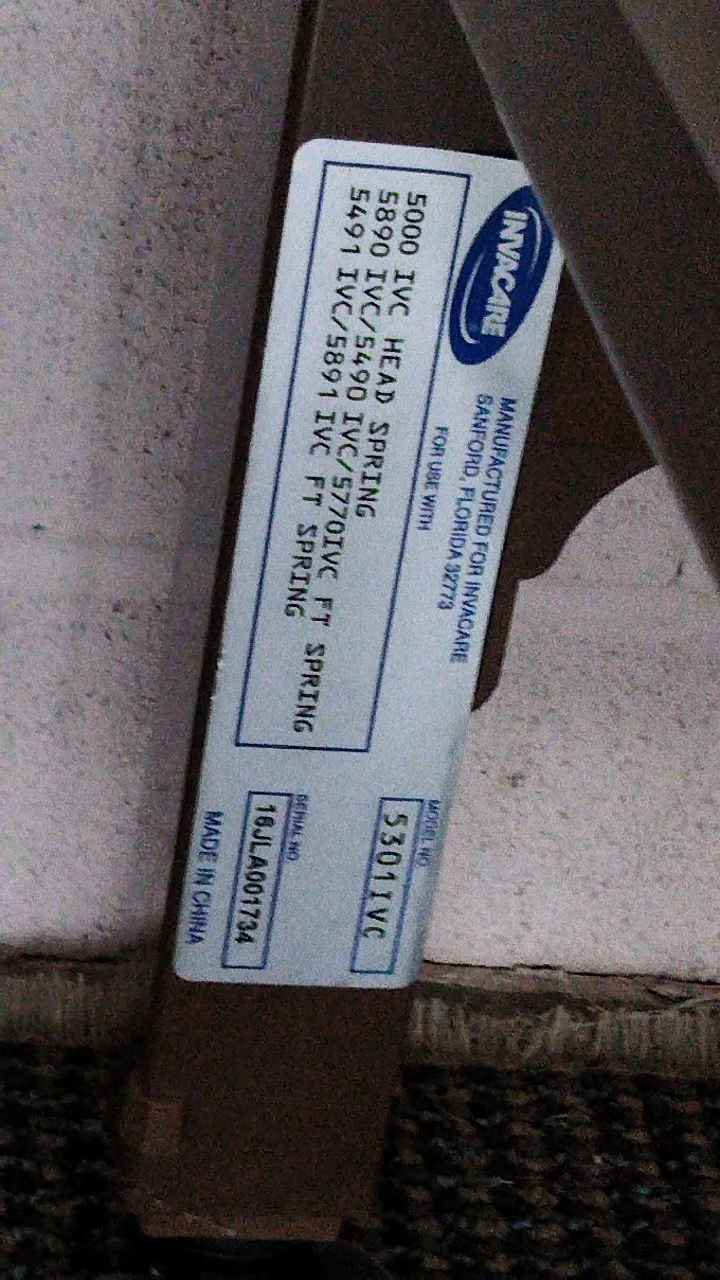 INVACARE
MANUFACTURED FOR INVACARE
SANFORD, FLORIDA 32773
FOR USE WITH
5000 IVC HEAD SPRING
5890 IVC/5490 IVC/5770IVC FT SPRING
5491 IVC/5891 IVC FT SPRING
MODEL NO
5301IVC
SERIAL NO
16JLA001734
MADE IN CHINA